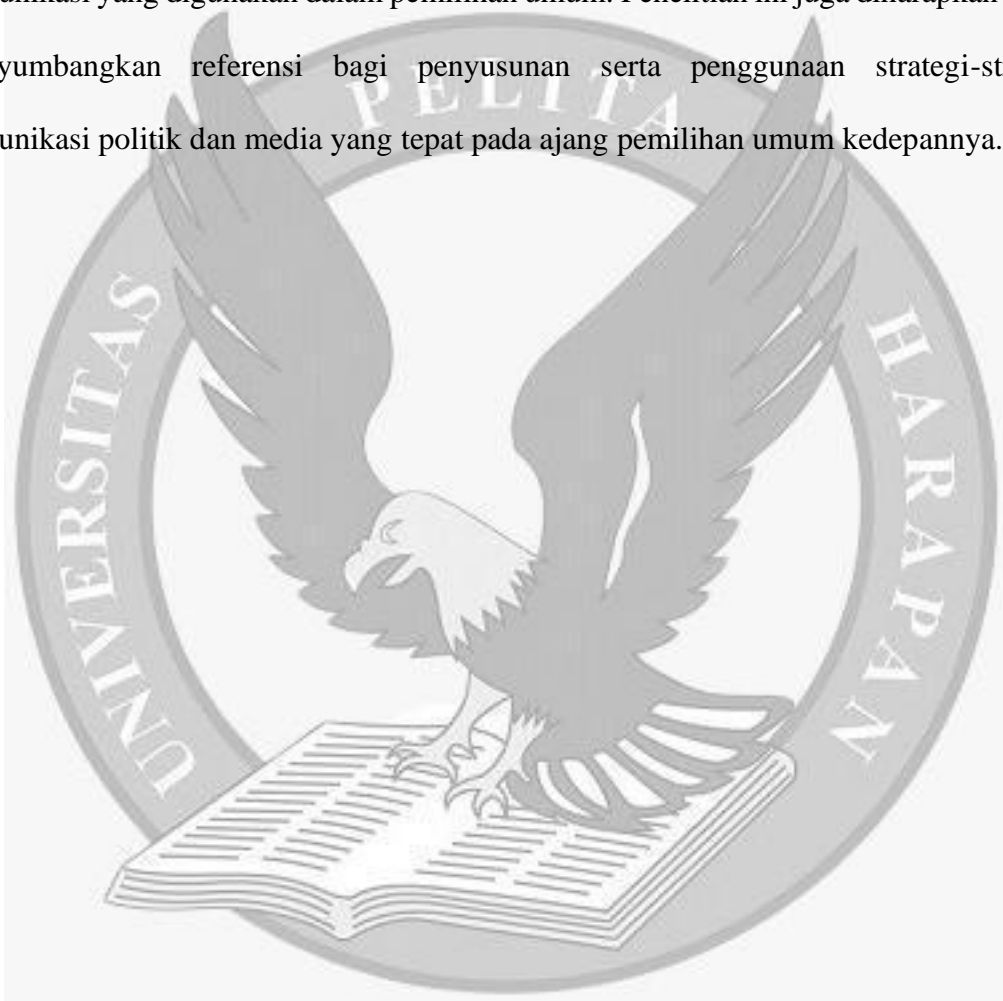 unikasi yang digunakan dalam pemilihan umum. Penelitian ini juga diharapkan
yumbangkan referensi bagi penyusunan serta penggunaan strategi-st
unikasi politik dan media yang tepat pada ajang pemilihan umum kedepannya.
UNIVERSITAS PELITA HARAPAN